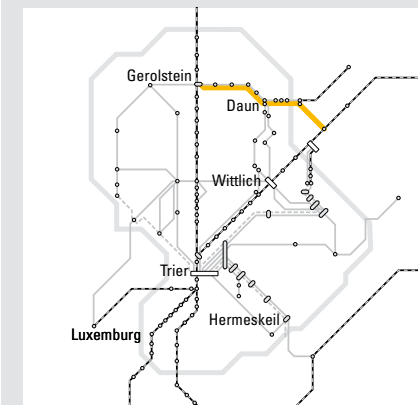 Gerolstein
Daun
Wittlich
Trier
Hermeskeil
Luxemburg